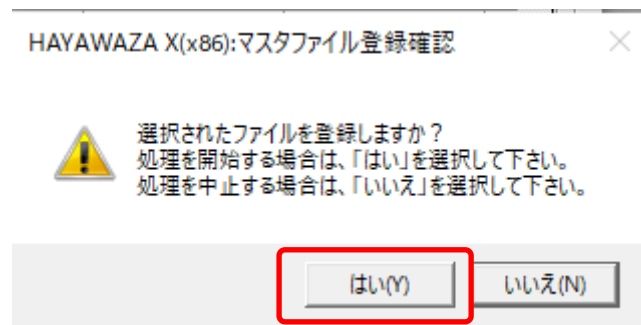 HAYAWAZA X(x86):マスタファイル登録確認
選択されたファイルを登録しますか？
処理を開始する場合は、「はい」を選択して下さい。
処理を中止する場合は、「いいえ」を選択して下さい。
はい(Y)
いいえ(N)